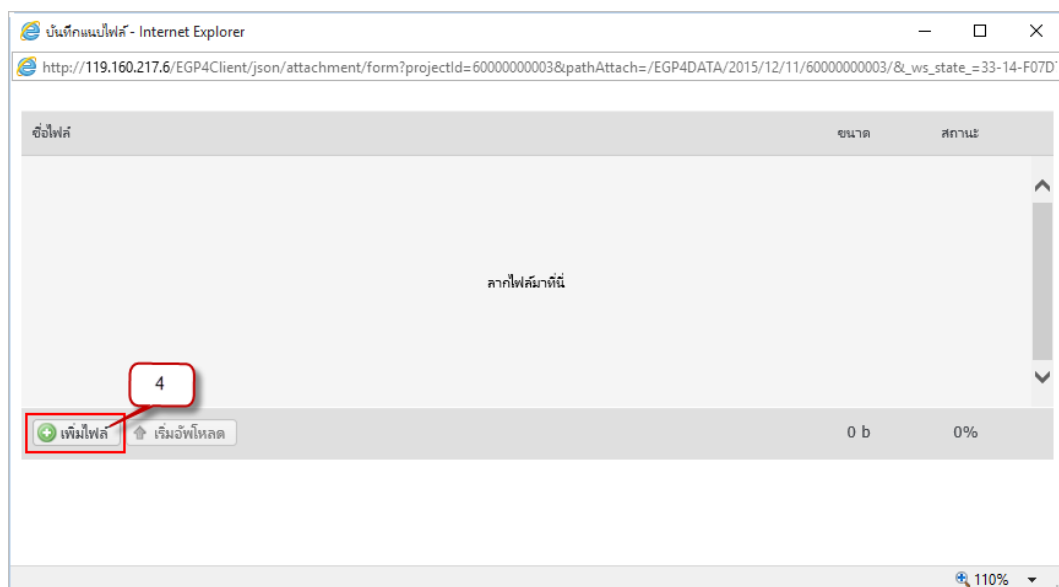 บันทึกแนบไฟล์ - Internet Explorer
http://119.160.217.6/EGP4Client/json/attachment/form?projectId=60000000003&pathAttach=/EGP4DATA/2015/12/11/60000000003/&_ws_state_=33-14-F07D
ชื่อไฟล์ ขนาด สถานะ
ลากไฟล์มาที่นี่
4
เพิ่มไฟล์ เริ่มอัพโหลด 0 b 0%
110%